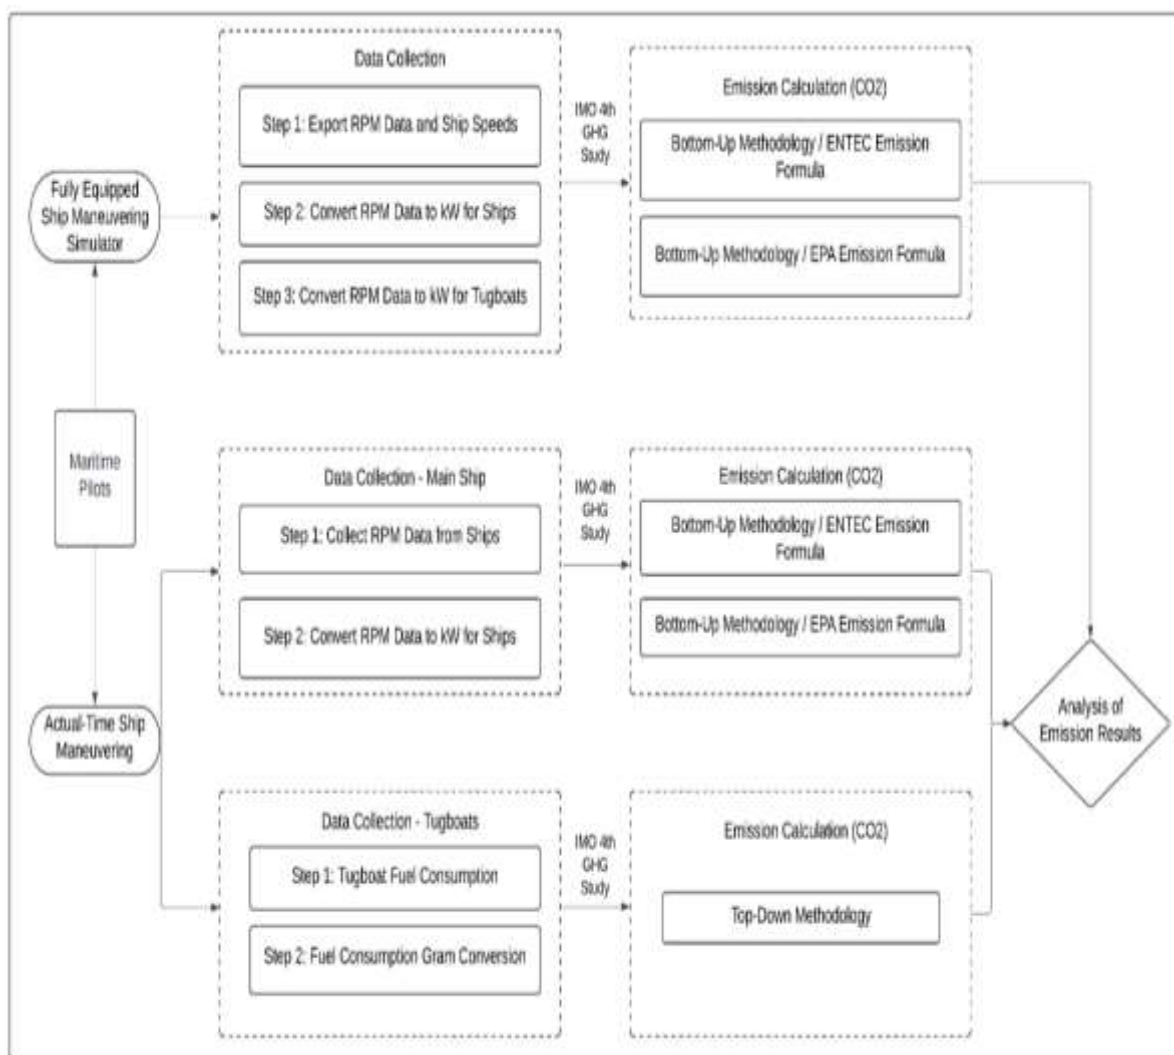 Data Collection
Step 1: Export RPM Data and Ship Speeds
Step 2: Convert RPM Data to kW for Ships
Step 3: Convert RPM Data to kW for Tugboats
IMO 4th
GHG
Study
Emission Calculation (CO2)
Bottom-Up Methodology / ENTEC Emission
Formula
Bottom-Up Methodology / EPA Emission Formula
Fully Equipped
Ship Maneuvering
Simulator
Maritime
Pilots
Actual-Time Ship
Maneuvering
Data Collection - Main Ship
Step 1: Collect RPM Data from Ships
Step 2: Convert RPM Data to kW for Ships
IMO 4th
GHG
Study
Emission Calculation (CO2)
Bottom-Up Methodology / ENTEC Emission
Formula
Bottom-Up Methodology / EPA Emission Formula
Data Collection - Tugboats
Step 1: Tugboat Fuel Consumption
Step 2: Fuel Consumption Gram Conversion
IMO 4th
GHG
Study
Emission Calculation (CO2)
Top-Down Methodology
Analysis of
Emission Results